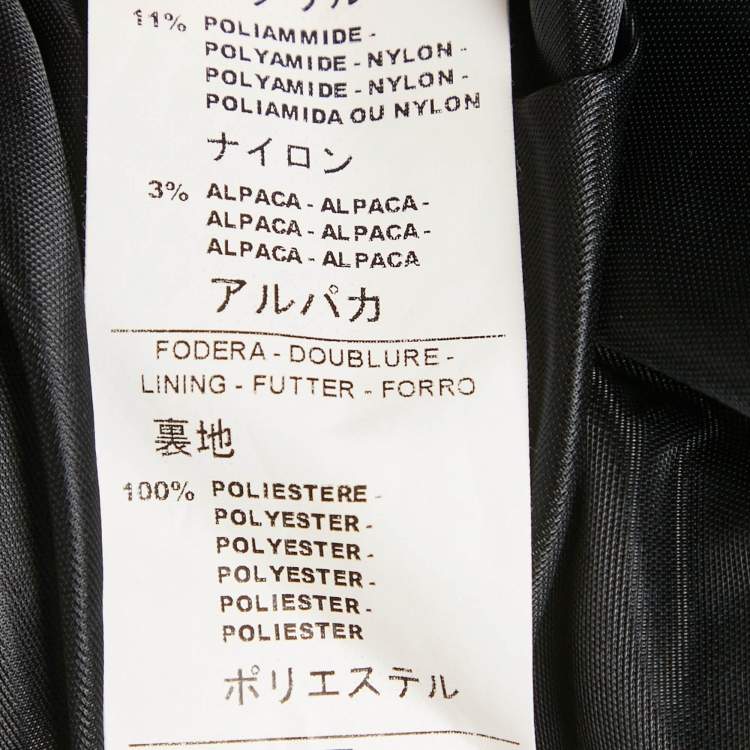 11% POLIAMMIDE -
POLYAMIDE - NYLON -
POLYAMIDE - NYLON -
POLIAMIDA OU NYLON
ナイロン
3% ALPACA - ALPACA -
ALPACA - ALPACA -
ALPACA - ALPACA
アルパカ
FODERA - DOUBLURE -
LINING - FUTTER - FORRO
裏地
100% POLIESTERE -
POLYESTER -
POLYESTER -
POLYESTER -
POLIESTER -
POLIESTER
ポリエステル